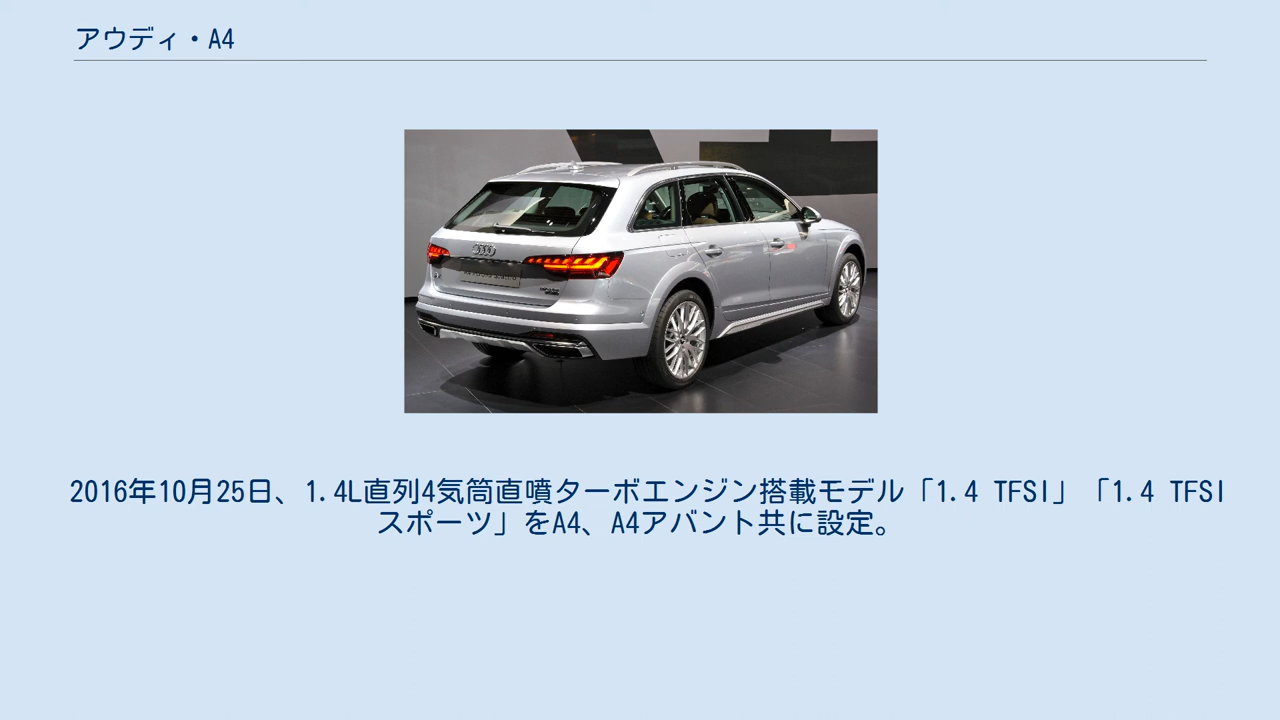 アウディ・A4
2016年10月25日、1.4L直列4気筒直噴ターボエンジン搭載モデル「1.4 TFSI」「1.4 TFSI
スポーツ」をA4、A4アバント共に設定。